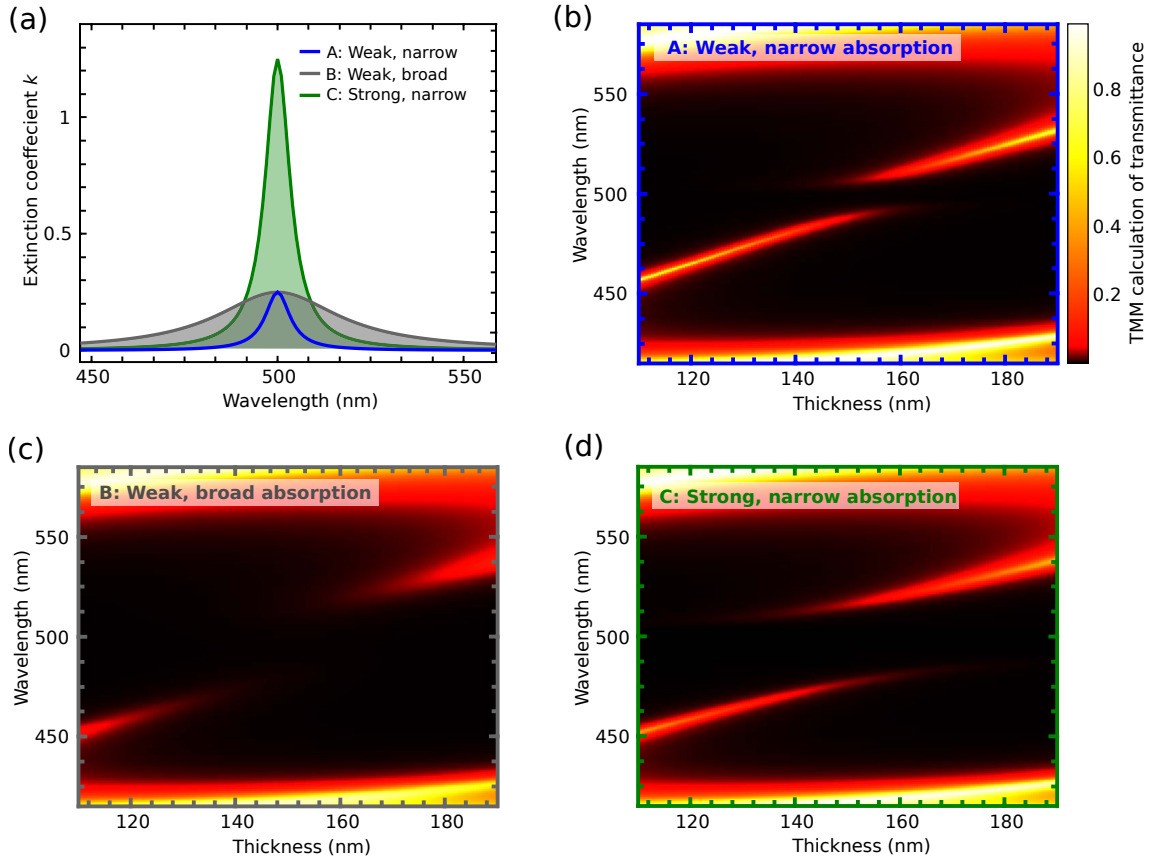 (a)
A: Weak, narrow
B: Weak, broad
C: Strong, narrow
Extinction coeffecient k
1
0.5
0
450
500
550
Wavelength (nm)
(b)
A: Weak, narrow absorption
Wavelength (nm)
550
500
450
120
140
160
180
Thickness (nm)
0.8
0.6
0.4
0.2
TMM calculation of transmittance
(c)
B: Weak, broad absorption
Wavelength (nm)
550
500
450
120
140
160
180
Thickness (nm)
(d)
C: Strong, narrow absorption
Wavelength (nm)
550
500
450
120
140
160
180
Thickness (nm)